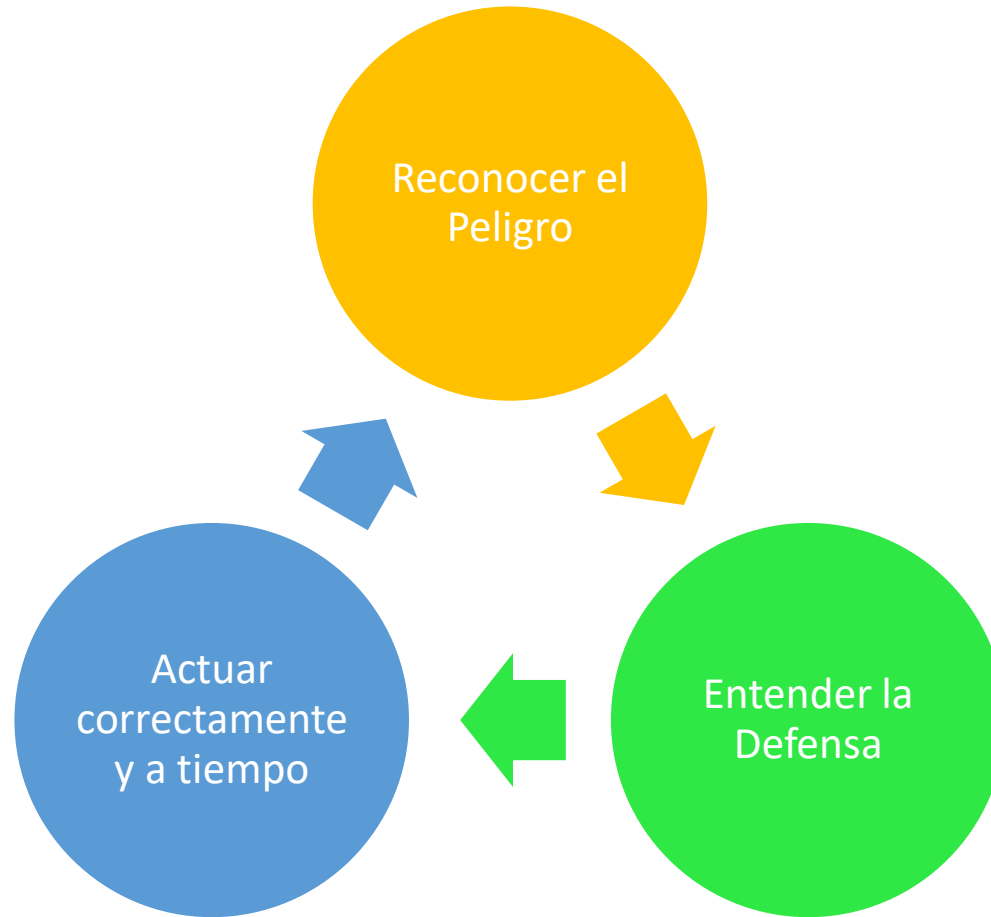 Reconocer el
Peligro
Entender la
Defensa
Actuar
correctamente
y a tiempo